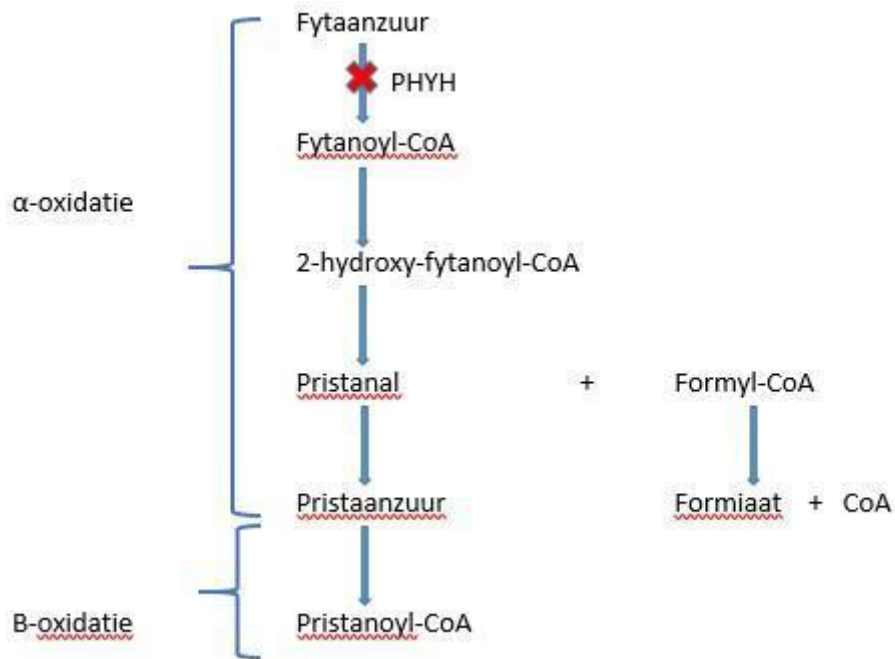 Fytaanzuur
PHYH
Fytanoyl-CoA
α-oxidatie
2-hydroxy-fytanoyl-CoA
Pristanal + Formyl-CoA
Pristaanzuur Formiaat + CoA
B-oxidatie Pristanoyl-CoA